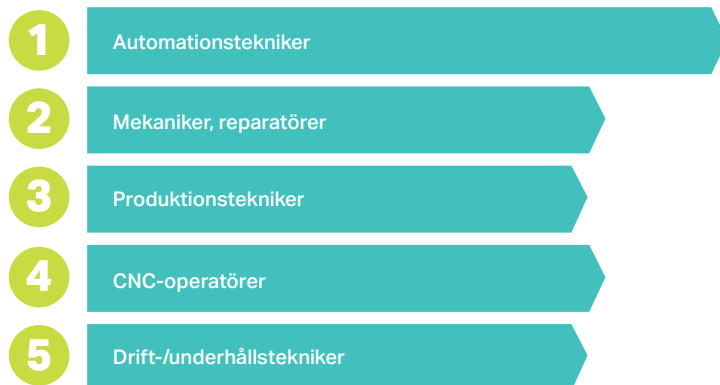 1 Automationstekniker
2 Mekaniker, reparatörer
3 Produktionstekniker
4 CNC-operatörer
5 Drift-/underhållstekniker